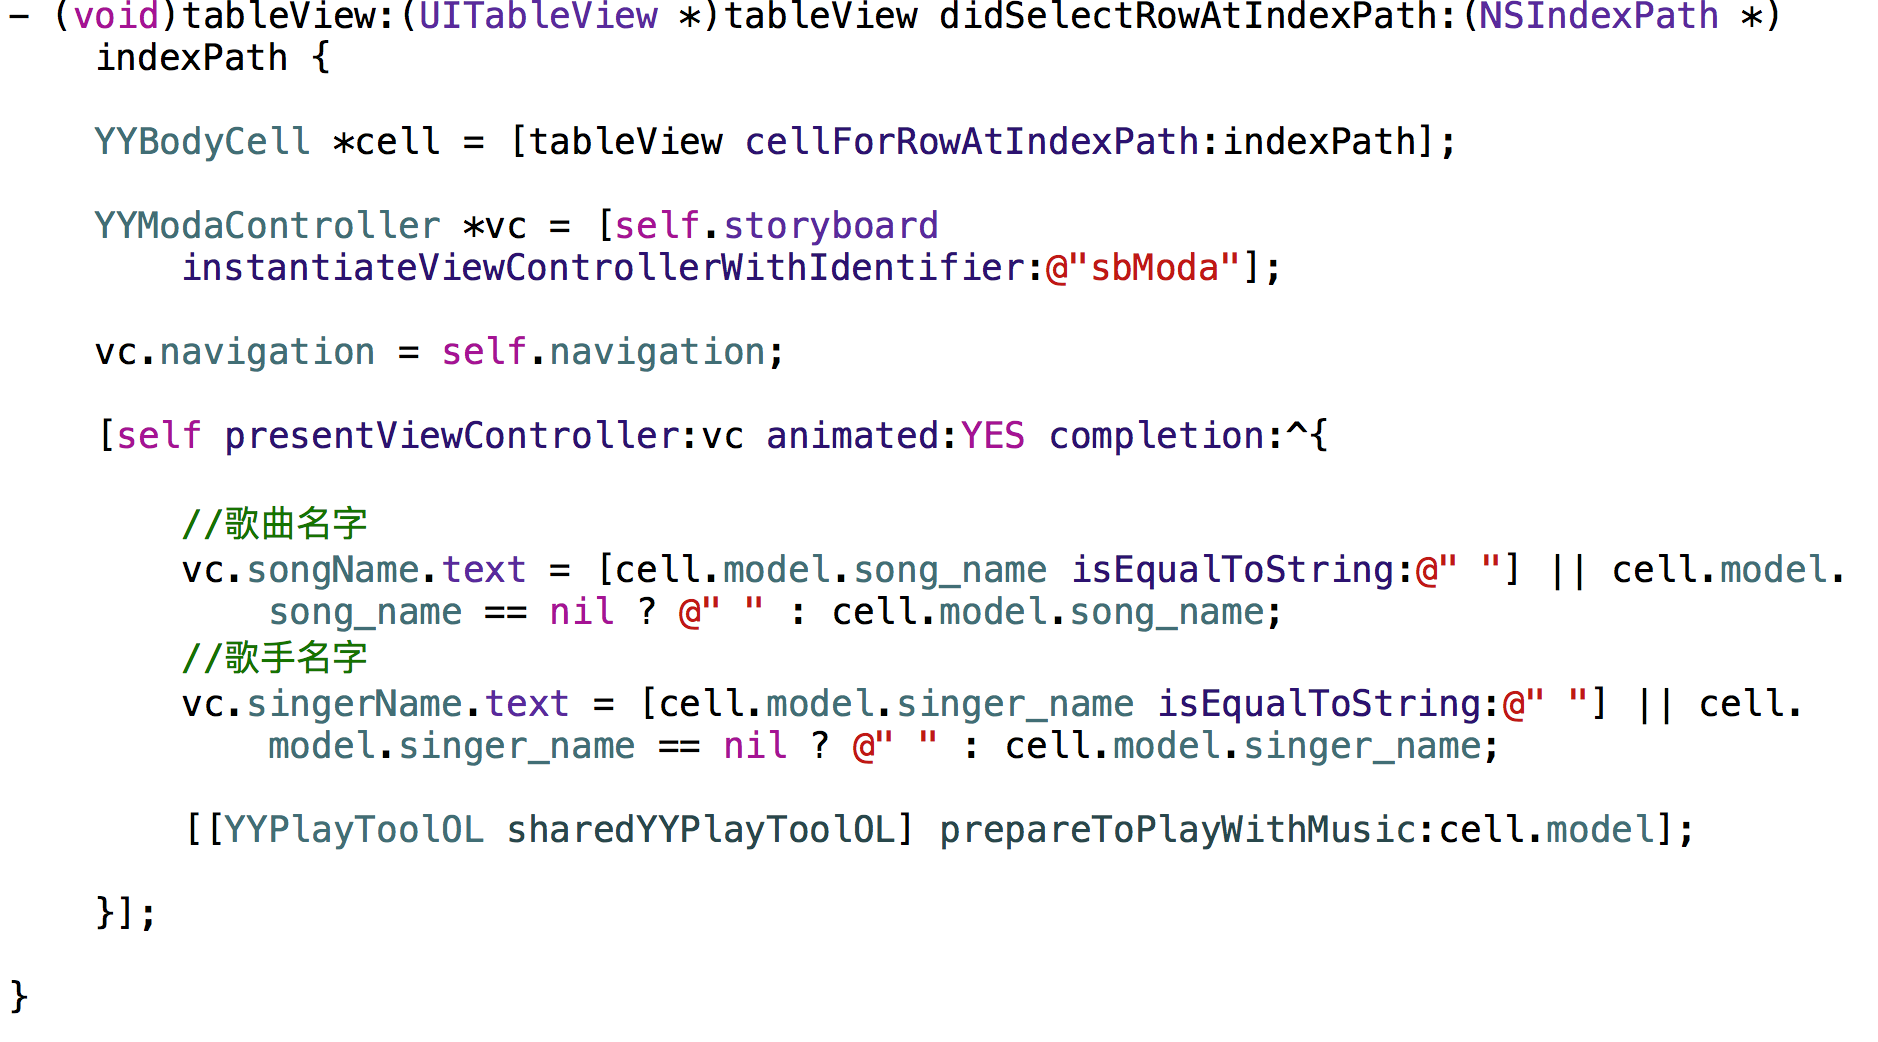 - (void)tableView:(UITableView *)tableView didSelectRowAtIndexPath:(NSIndexPath *)
indexPath {
YYBodyCell *cell = [tableView cellForRowAtIndexPath:indexPath];
YYModaController *vc = [self.storyboard
instantiateViewControllerWithIdentifier:@"sbModa"];
vc.navigation = self.navigation;
[self presentViewController:vc animated:YES completion:^{
//歌曲名字
vc.songName.text = [cell.model.song_name isEqualToString:@" "] || cell.model.
song_name == nil ? @" " : cell.model.song_name;
//歌手名字
vc.singerName.text = [cell.model.singer_name isEqualToString:@" "] || cell.
model.singer_name == nil ? @" " : cell.model.singer_name;
[[YYPlayToolOL sharedYYPlayToolOL] prepareToPlayWithMusic:cell.model];
}];
}